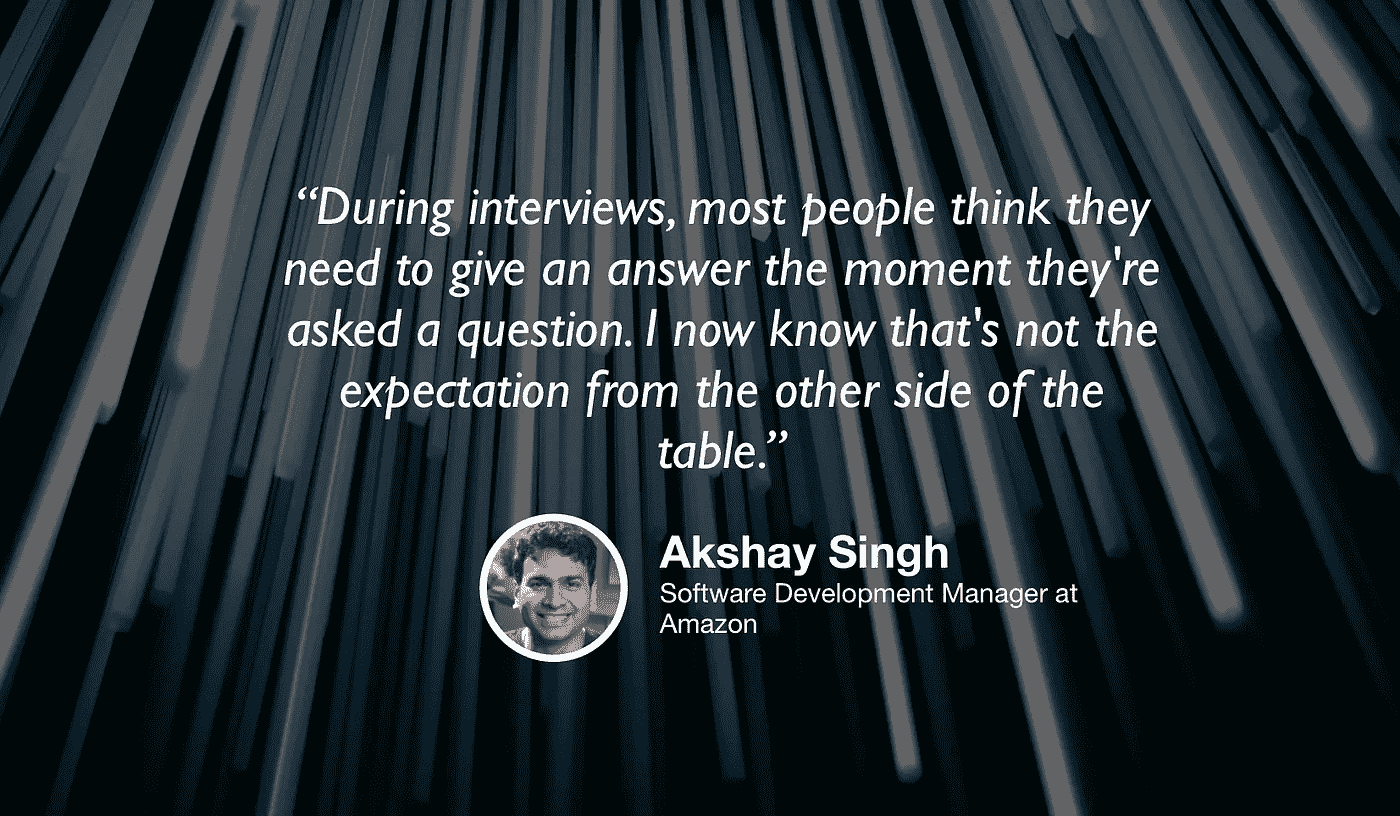 “During interviews, most people think they
need to give an answer the moment they're
asked a question. I now know that's not the
expectation from the other side of the
table.”
Akshay Singh
Software Development Manager at
Amazon